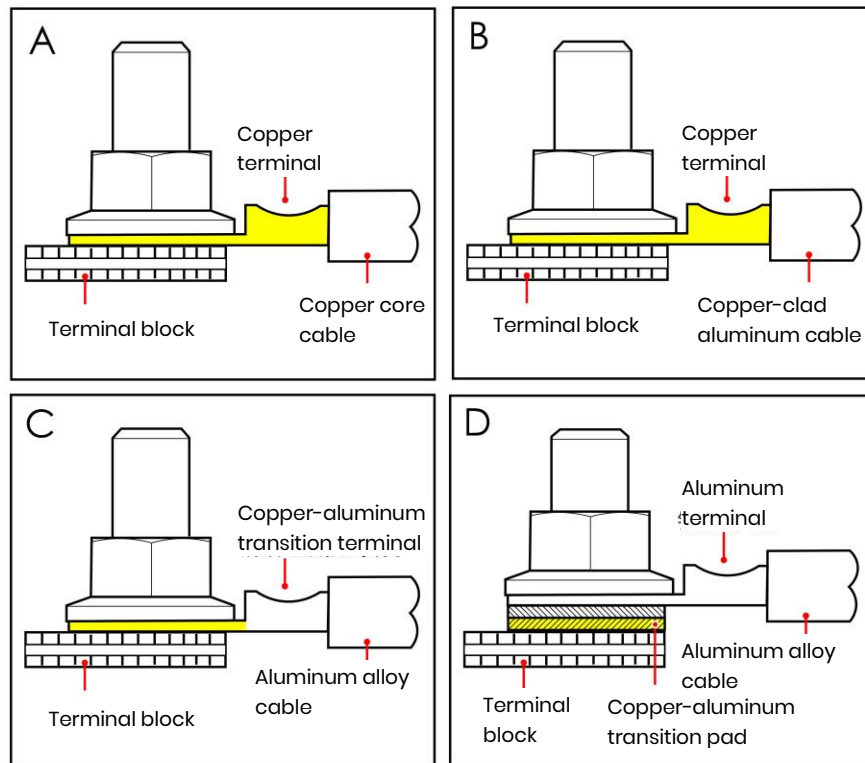 A
Copper
terminal
Terminal block
Copper core
cable
B
Copper
terminal
Terminal block
Copper-clad
aluminum cable
C
Copper-aluminum
transition terminal
Terminal block
Aluminum alloy
cable
D
Aluminum
terminal
Terminal
block
Aluminum alloy
cable
Copper-aluminum
transition pad